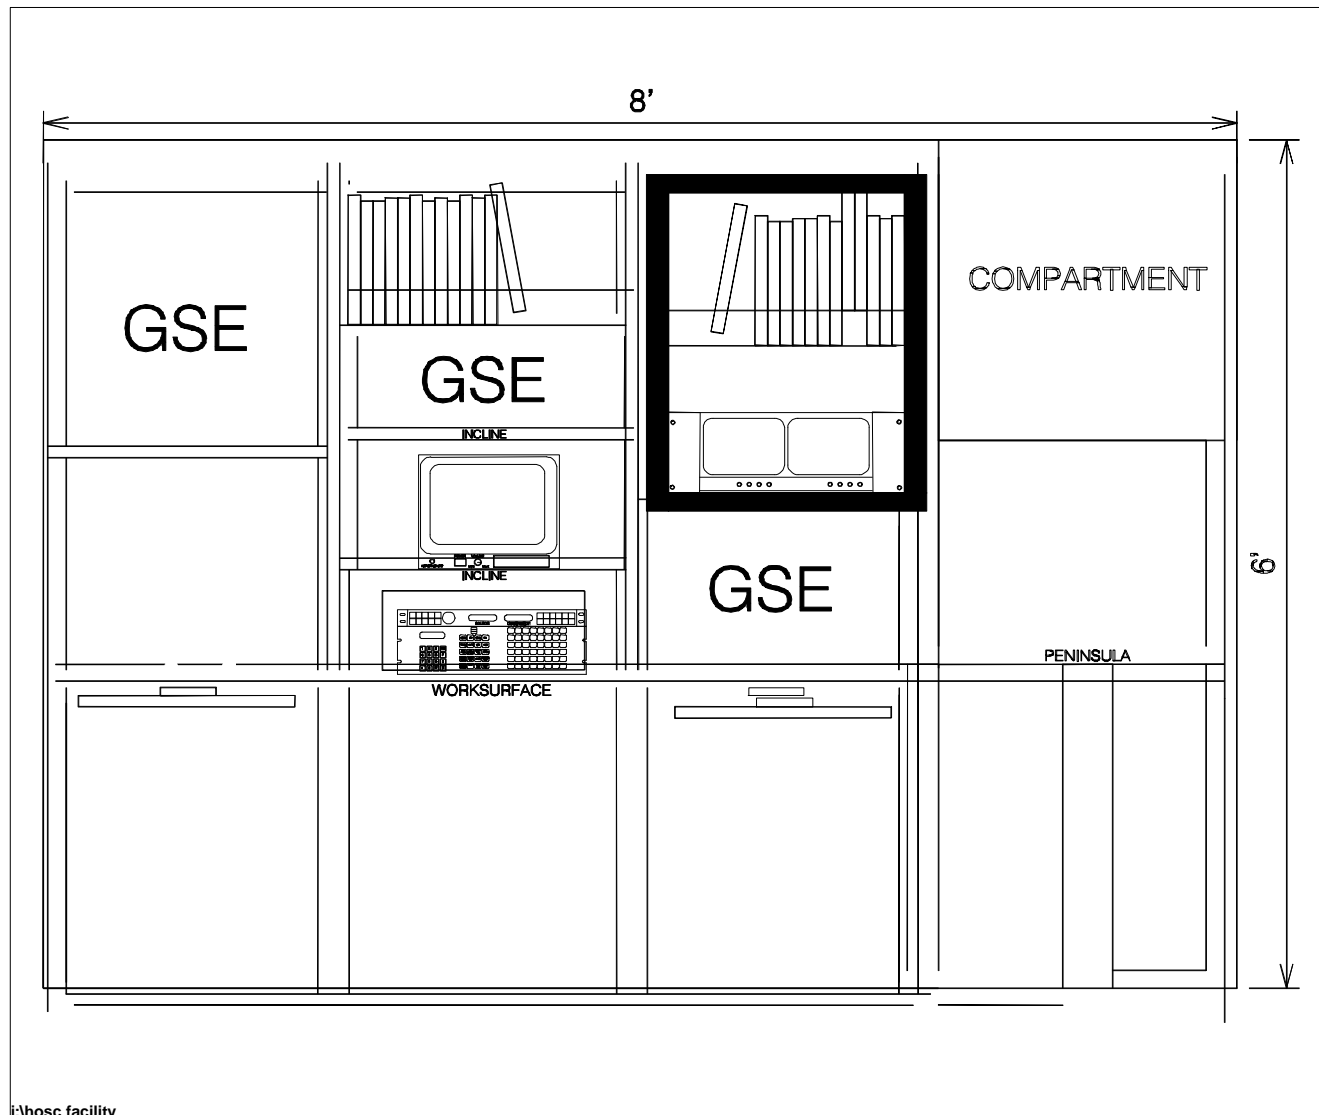 8'
COMPARTMENT
GSE
GSE
INCLINE
6'
INCLINE
GSE
PENINSULA
WORKSURFACE
j:\hosc facility